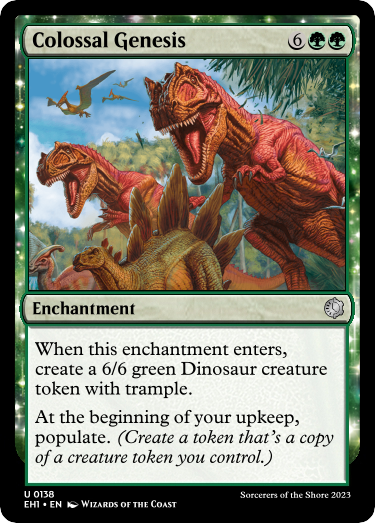 Colossal Genesis 6
Enchantment
When this enchantment enters,
create a 6/6 green Dinosaur creature
token with trample.
At the beginning of your upkeep,
populate. (Create a token that's a copy
of a creature token you control.)
U 0138
EH1 • EN Wizards of the Coast
Sorcerers of the Shore 2023